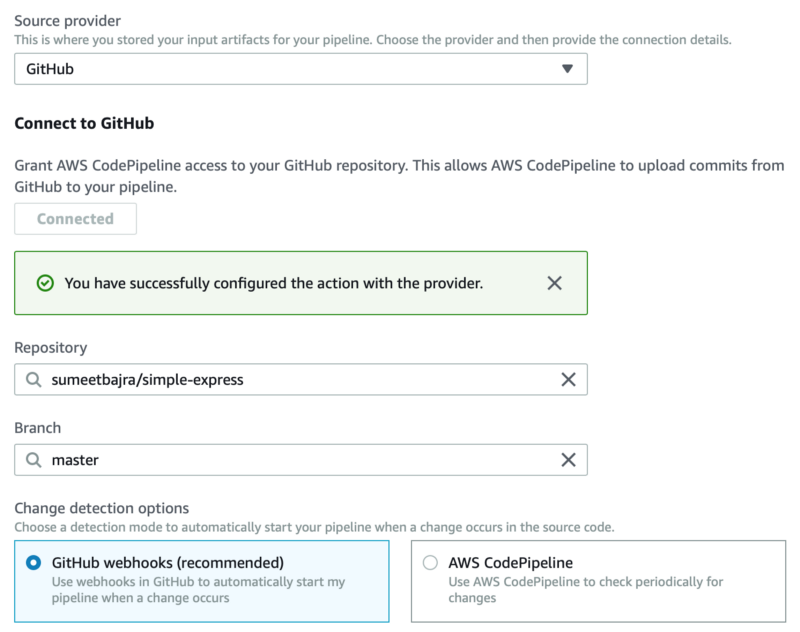 Source provider
This is where you stored your input artifacts for your pipeline. Choose the provider and then provide the connection details.
GitHub
Connect to GitHub
Grant AWS CodePipeline access to your GitHub repository. This allows AWS CodePipeline to upload commits from
GitHub to your pipeline.
Connected
You have successfully configured the action with the provider.
Repository
sumeetbajra/simple-express
Branch
master
Change detection options
Choose a detection mode to automatically start your pipeline when a change occurs in the source code.
GitHub webhooks (recommended)
Use webhooks in GitHub to automatically start my
pipeline when a change occurs
AWS CodePipeline
Use AWS CodePipeline to check periodically for
changes